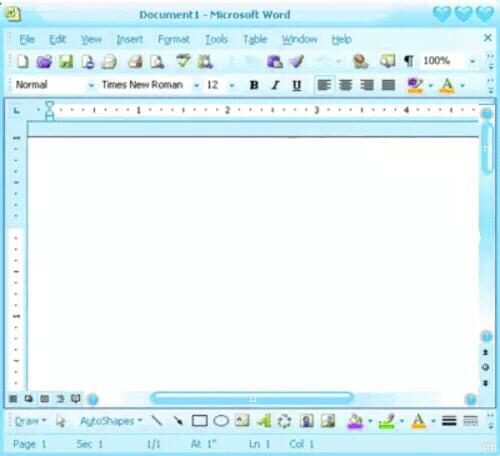 Document1 - Microsoft Word
File Edit View Insert Format Tools Table Window Help
¶ 100%
Normal Times New Roman 12 B I U A
1 2 3 4
Draw AutoShapes A
Page 1 Sec 1 1/1 At 1" Ln 1 Col 1